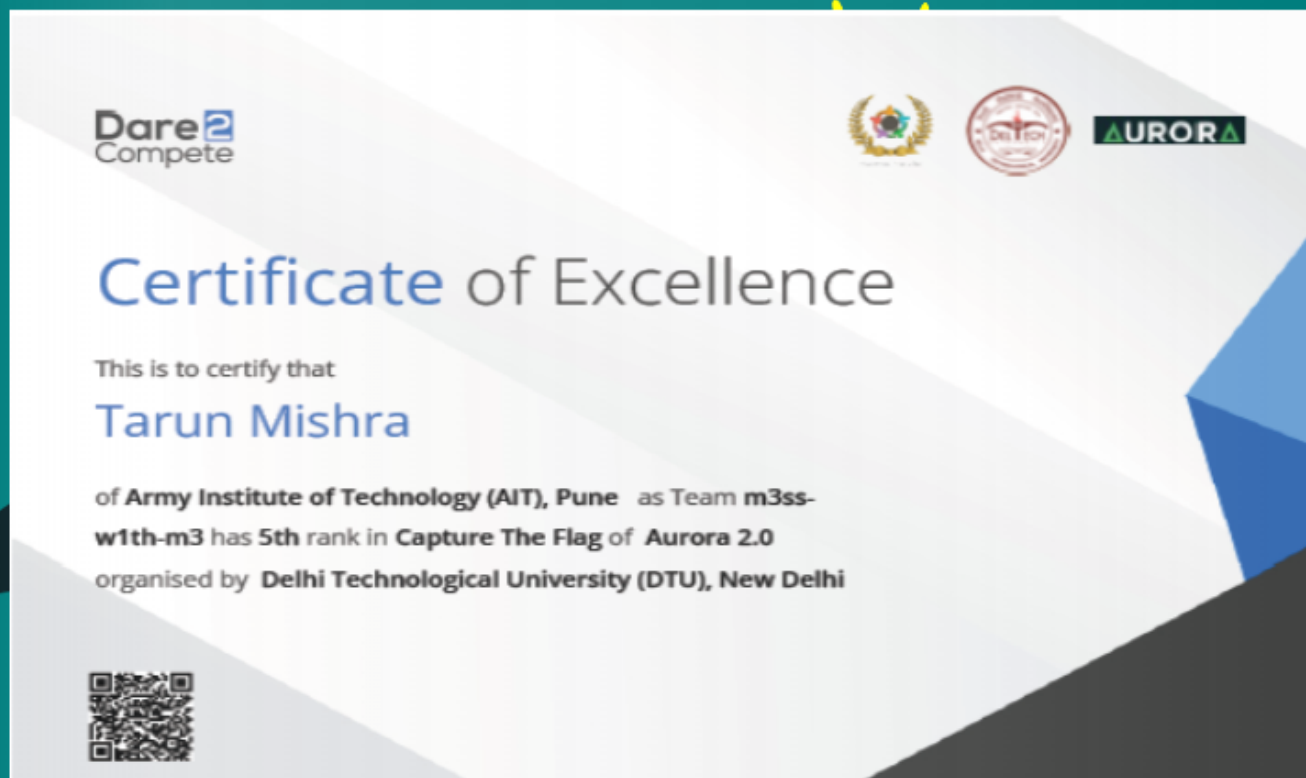 Dare2
Compete
DELTECH
AURORA
Certificate of Excellence
This is to certify that
Tarun Mishra
of Army Institute of Technology (AIT), Pune as Team m3ss-
w1th-m3 has 5th rank in Capture The Flag of Aurora 2.0
organised by Delhi Technological University (DTU), New Delhi